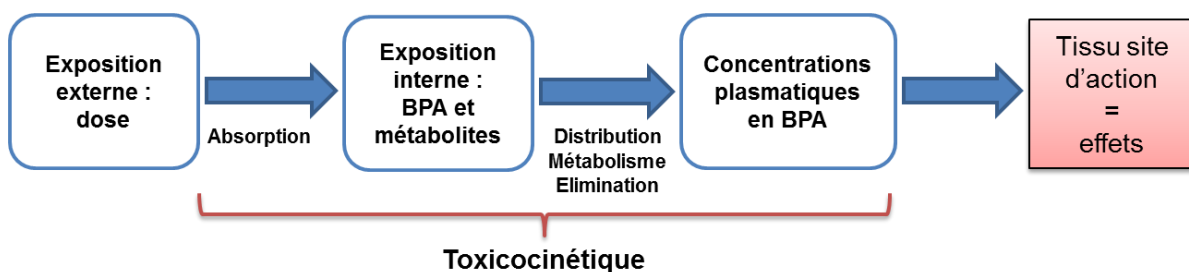 Exposition
externe :
dose
Absorption
Exposition
interne :
BPA et
métabolites
Distribution
Métabolisme
Elimination
Concentrations
plasmatiques
en BPA
Tissu site
d’action
=
effets
Toxicocinétique